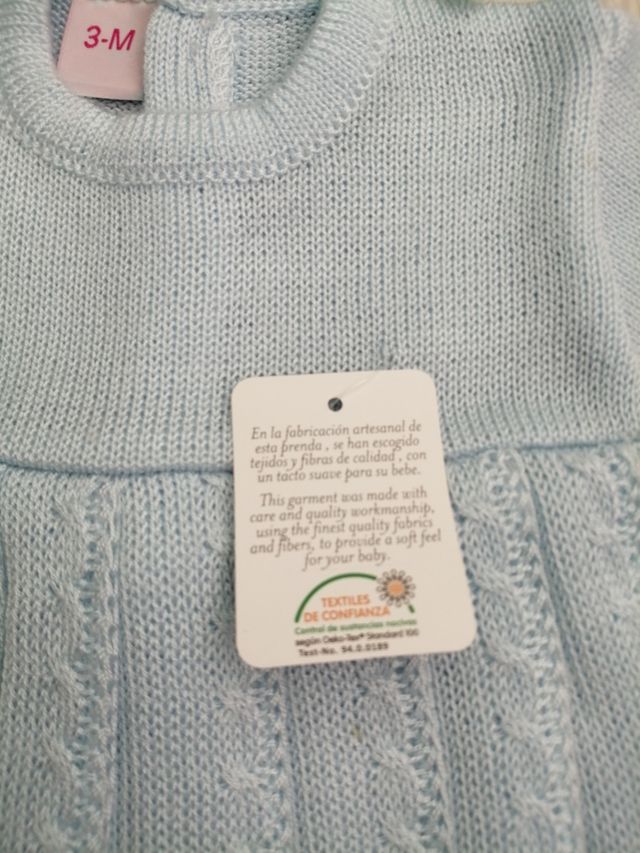 3-M
En la fabricación artesanal de
esta prenda , se han escogido
tejidos y fibras de calidad , con
un tacto suave para su bebe.
This garment was made with
care and quality workmanship,
using the finest quality fabrics
and fibers, to provide a soft feel
for your baby.
TEXTILES
DE CONFIANZA
Control de sustancias nocivas
según Oeko-Tex® Standard 100
Test-No. 94.0.0189